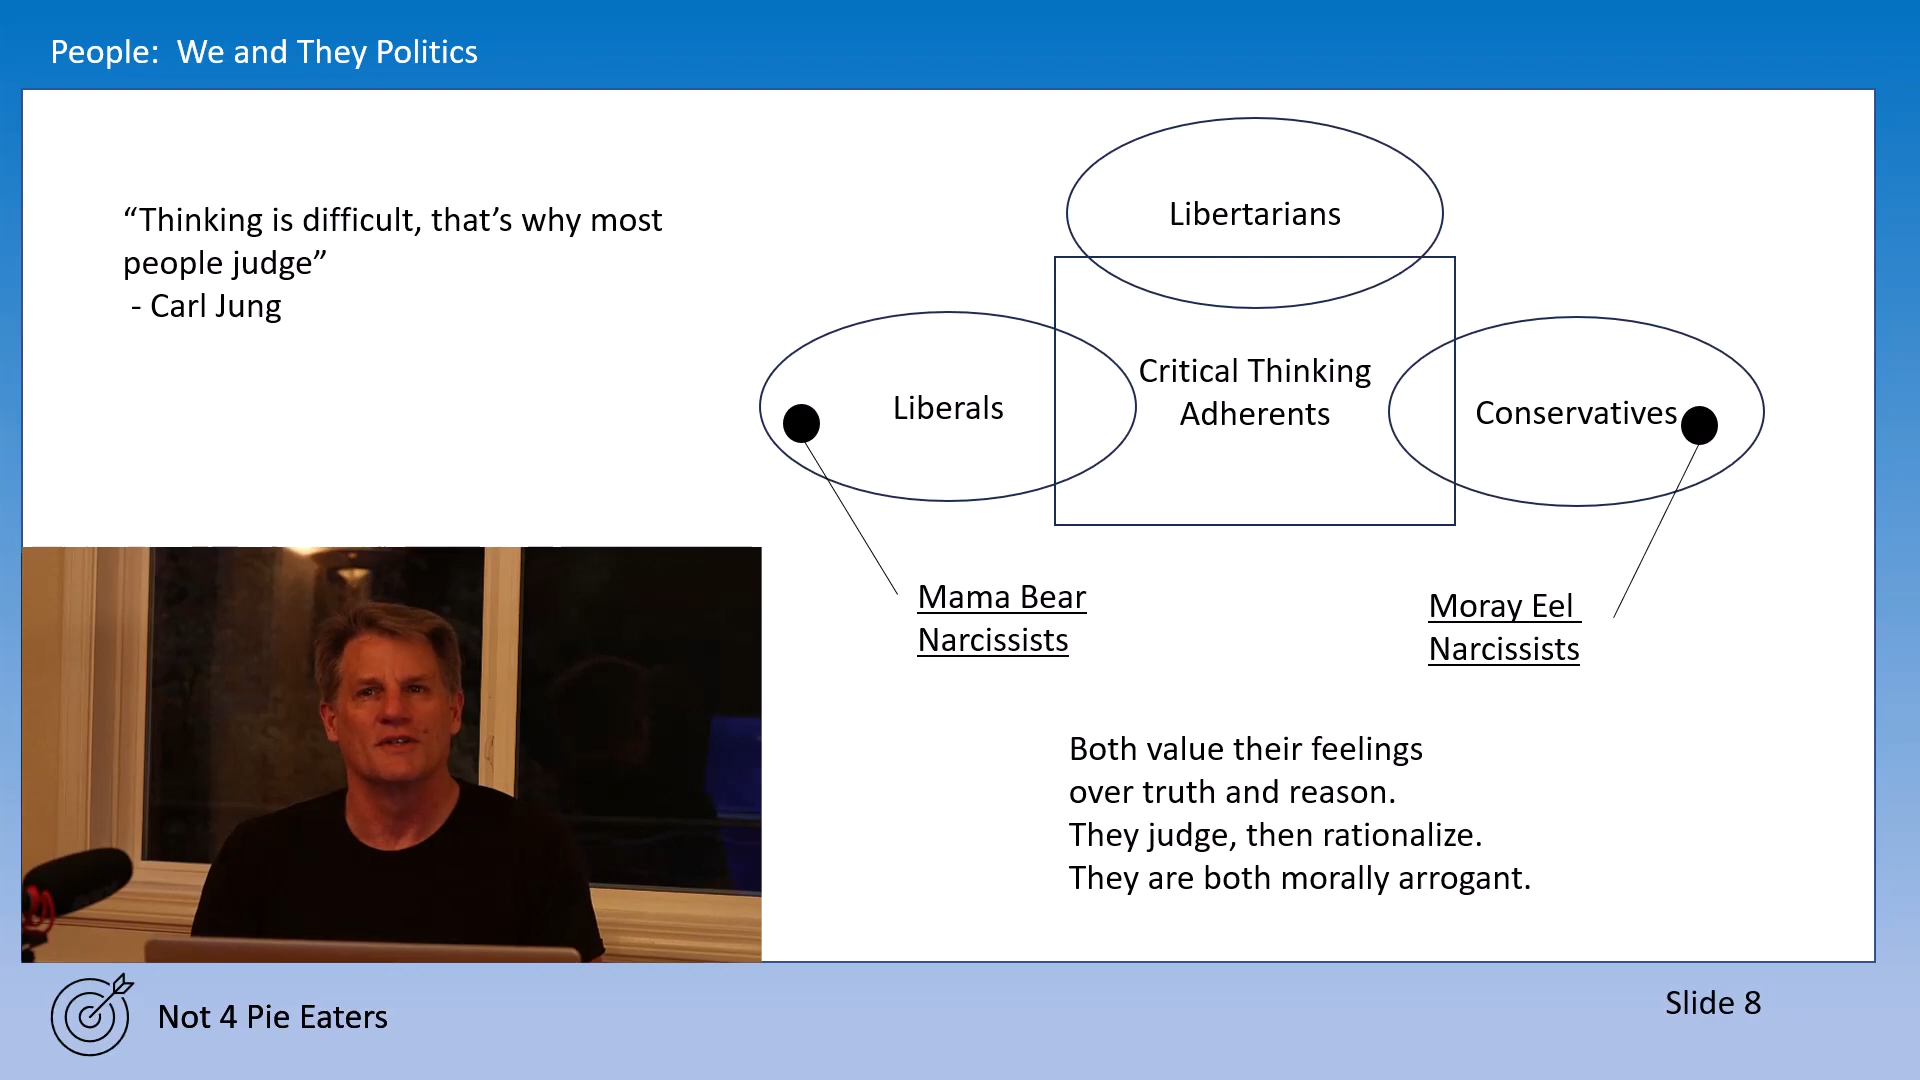 People:  We and They Politics
“Thinking is difficult, that’s why most
people judge”
- Carl Jung
Libertarians
Critical Thinking
Adherents
Liberals
Conservatives
Mama Bear
Narcissists
Moray Eel
Narcissists
Both value their feelings
over truth and reason.
They judge, then rationalize.
They are both morally arrogant.
Not 4 Pie Eaters
Slide 8